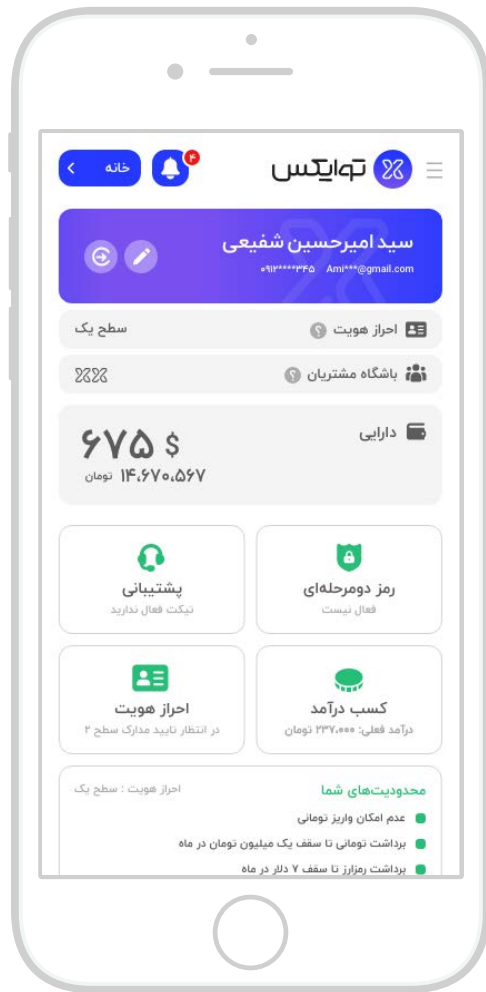 توایکس
۴
خانه
سید امیرحسین شفیعی
Ami***@gmail.com ۰۹۱۲****۳۴۵
احراز هویت ؟ سطح یک
باشگاه مشتریان ؟
دارایی
$ ۶۷۵
۱۴،۶۷۰،۵۶۷ تومان
رمز دومرحله‌ای
فعال نیست
پشتیبانی
تیکت فعال ندارید
کسب درآمد
درآمد فعلی: ۲۳۷،۰۰۰ تومان
احراز هویت
در انتظار تایید مدارک سطح ۲
محدودیت‌های شما
احراز هویت : سطح یک
عدم امکان واریز تومانی
برداشت تومانی تا سقف یک میلیون تومان در ماه
برداشت رمزارز تا سقف ۷ دلار در ماه